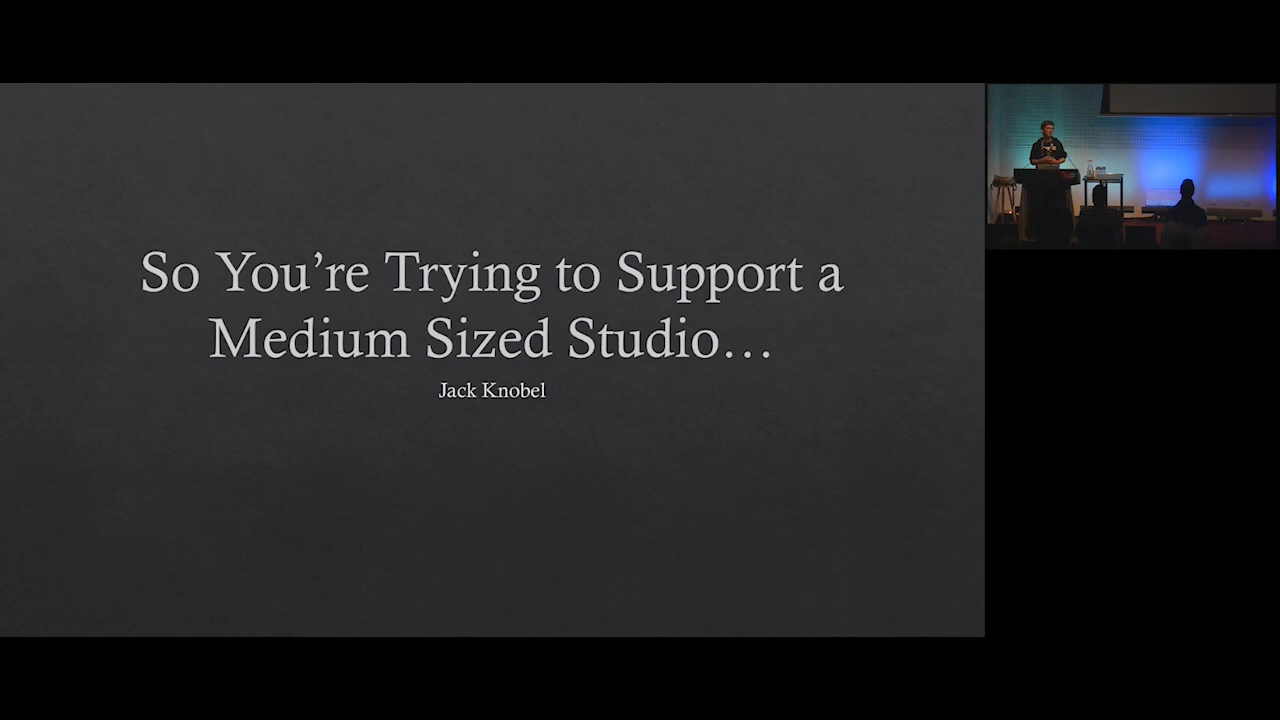 So You’re Trying to Support a
Medium Sized Studio…
Jack Knobel